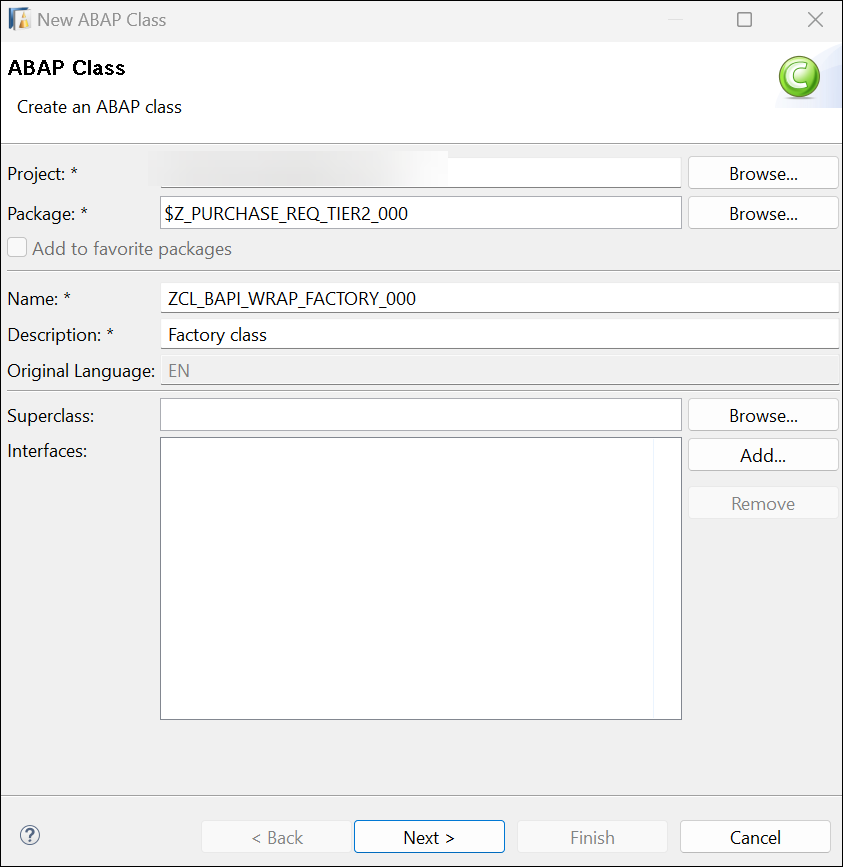 New ABAP Class
ABAP Class
Create an ABAP class
Project: *
Browse...
Package: * $Z_PURCHASE_REQ_TIER2_000 Browse...
Add to favorite packages
Name: * ZCL_BAPI_WRAP_FACTORY_000
Description: * Factory class
Original Language: EN
Superclass: Browse...
Interfaces: Add...
Remove
< Back Next > Finish Cancel